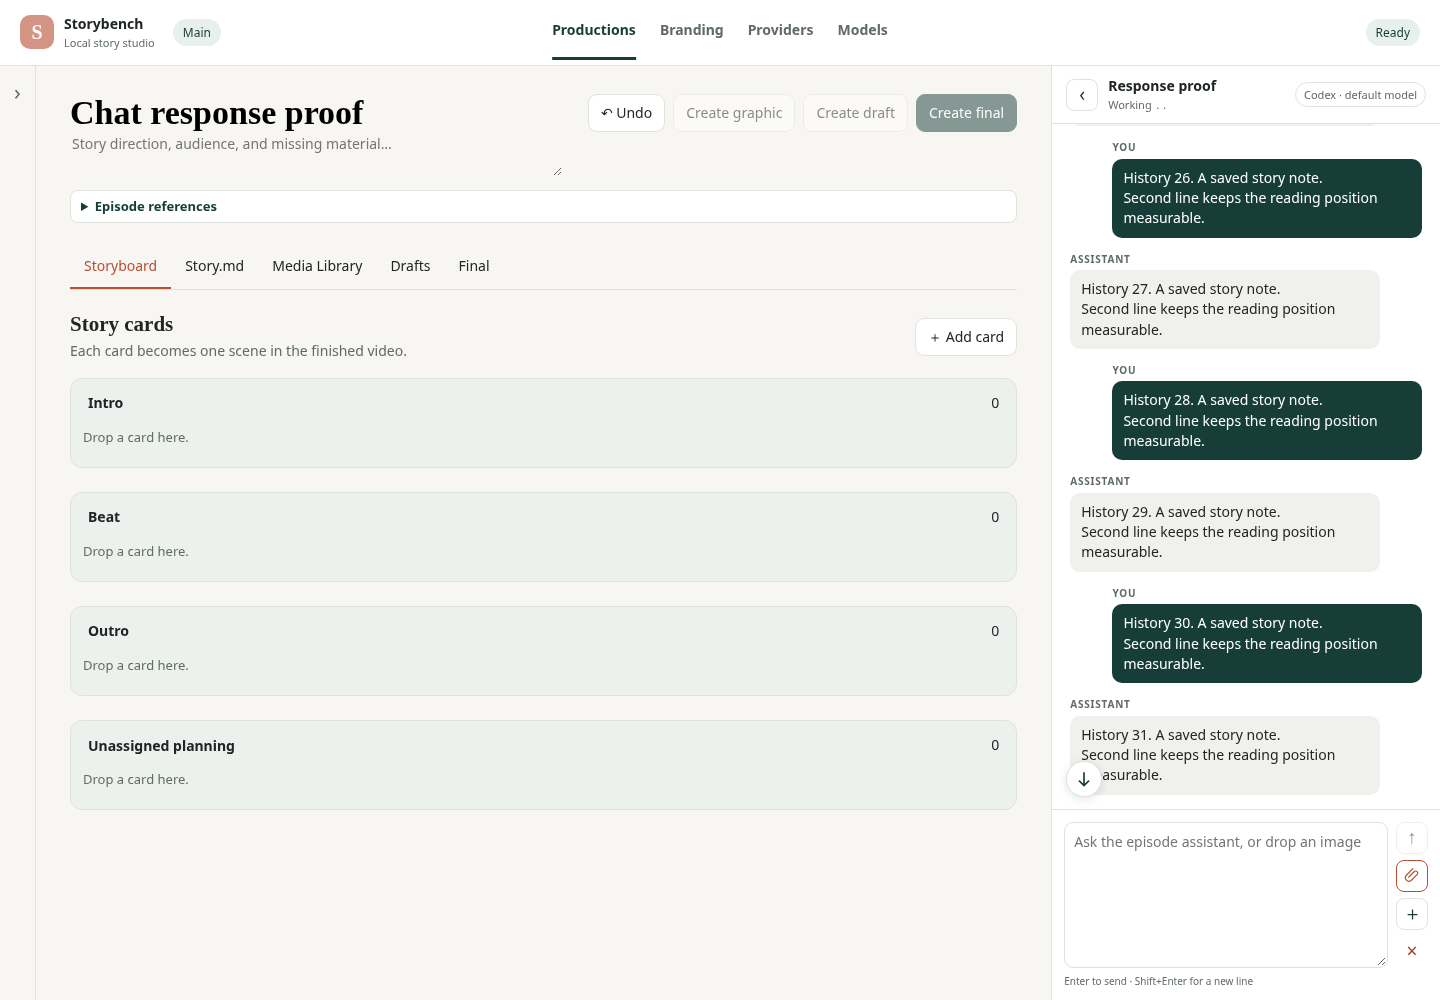 S
Storybench
Local story studio
Main
Productions
Branding
Providers
Models
Ready
Chat response proof
Story direction, audience, and missing material...
↶ Undo
Create graphic
Create draft
Create final
Episode references
Storyboard
Story.md
Media Library
Drafts
Final
Story cards
Each card becomes one scene in the finished video.
+ Add card
Intro
0
Drop a card here.
Beat
0
Drop a card here.
Outro
0
Drop a card here.
Unassigned planning
0
Drop a card here.
Response proof
Working . .
Codex · default model
YOU
History 26. A saved story note.
Second line keeps the reading position
measurable.
ASSISTANT
History 27. A saved story note.
Second line keeps the reading position
measurable.
YOU
History 28. A saved story note.
Second line keeps the reading position
measurable.
ASSISTANT
History 29. A saved story note.
Second line keeps the reading position
measurable.
YOU
History 30. A saved story note.
Second line keeps the reading position
measurable.
ASSISTANT
History 31. A saved story note.
Second line keeps the reading position
asurable.
Ask the episode assistant, or drop an image
Enter to send · Shift+Enter for a new line